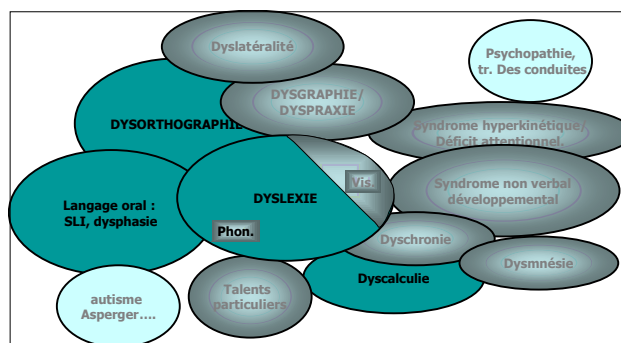 Dyslatéralité
Psychopathie,
tr. Des conduites
DYSGRAPHIE/
DYSPRAXIE
DYSORTHOGRAPHIE
Syndrome hyperkinétique/
Déficit attentionnel.
Vis.
Syndrome non verbal
développemental
Langage oral :
SLI, dysphasie
DYSLEXIE
Phon.
Dyschronie
Dysmnésie
Dyscalculie
Talents
particuliers
autisme
Asperger....